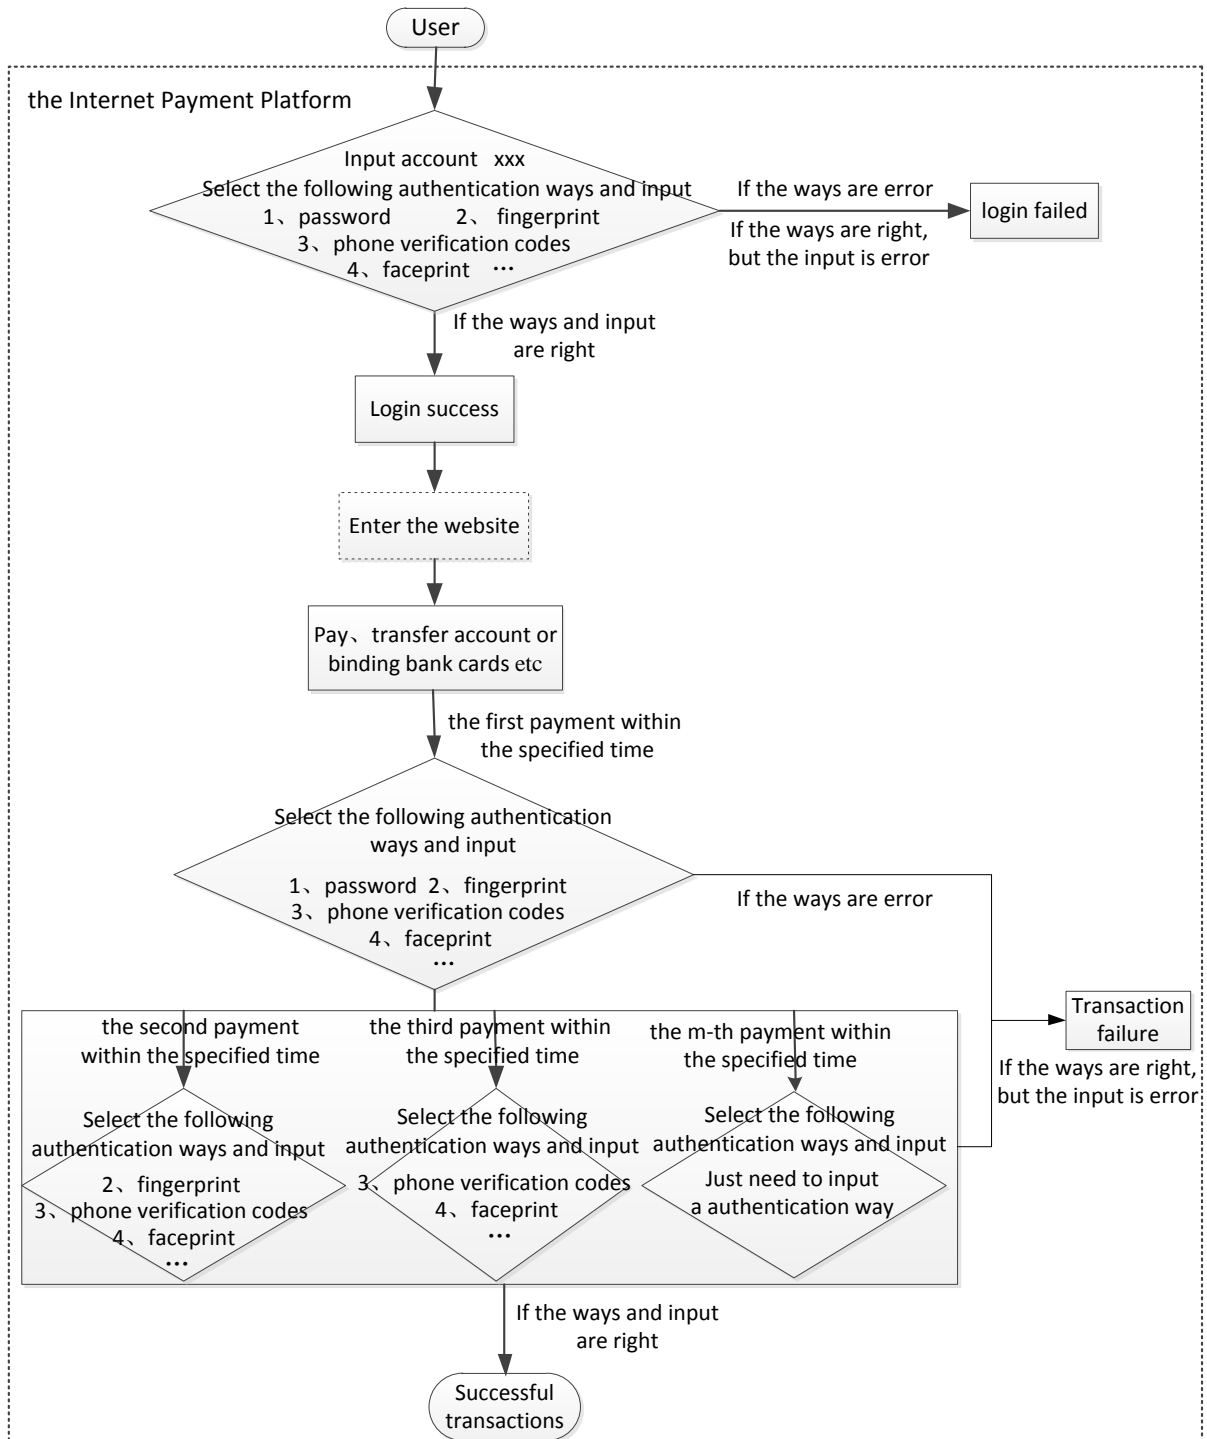 User
the Internet Payment Platform
Input account xxx
Select the following authentication ways and input
1、password 2、fingerprint
3、phone verification codes
4、faceprint ···
If the ways are error
If the ways are right,
but the input is error
login failed
If the ways and input
are right
Login success
Enter the website
Pay、transfer account or
binding bank cards etc
the first payment within
the specified time
Select the following authentication
ways and input
1、password 2、fingerprint
3、phone verification codes
4、faceprint
···
If the ways are error
Transaction
failure
If the ways are right,
but the input is error
the second payment
within the specified time
Select the following
authentication ways and input
2、fingerprint
3、phone verification codes
4、faceprint
···
the third payment within
the specified time
Select the following
authentication ways and input
3、phone verification codes
4、faceprint
···
the m-th payment within
the specified time
Select the following
authentication ways and input
Just need to input
a authentication way
If the ways and input
are right
Successful
transactions